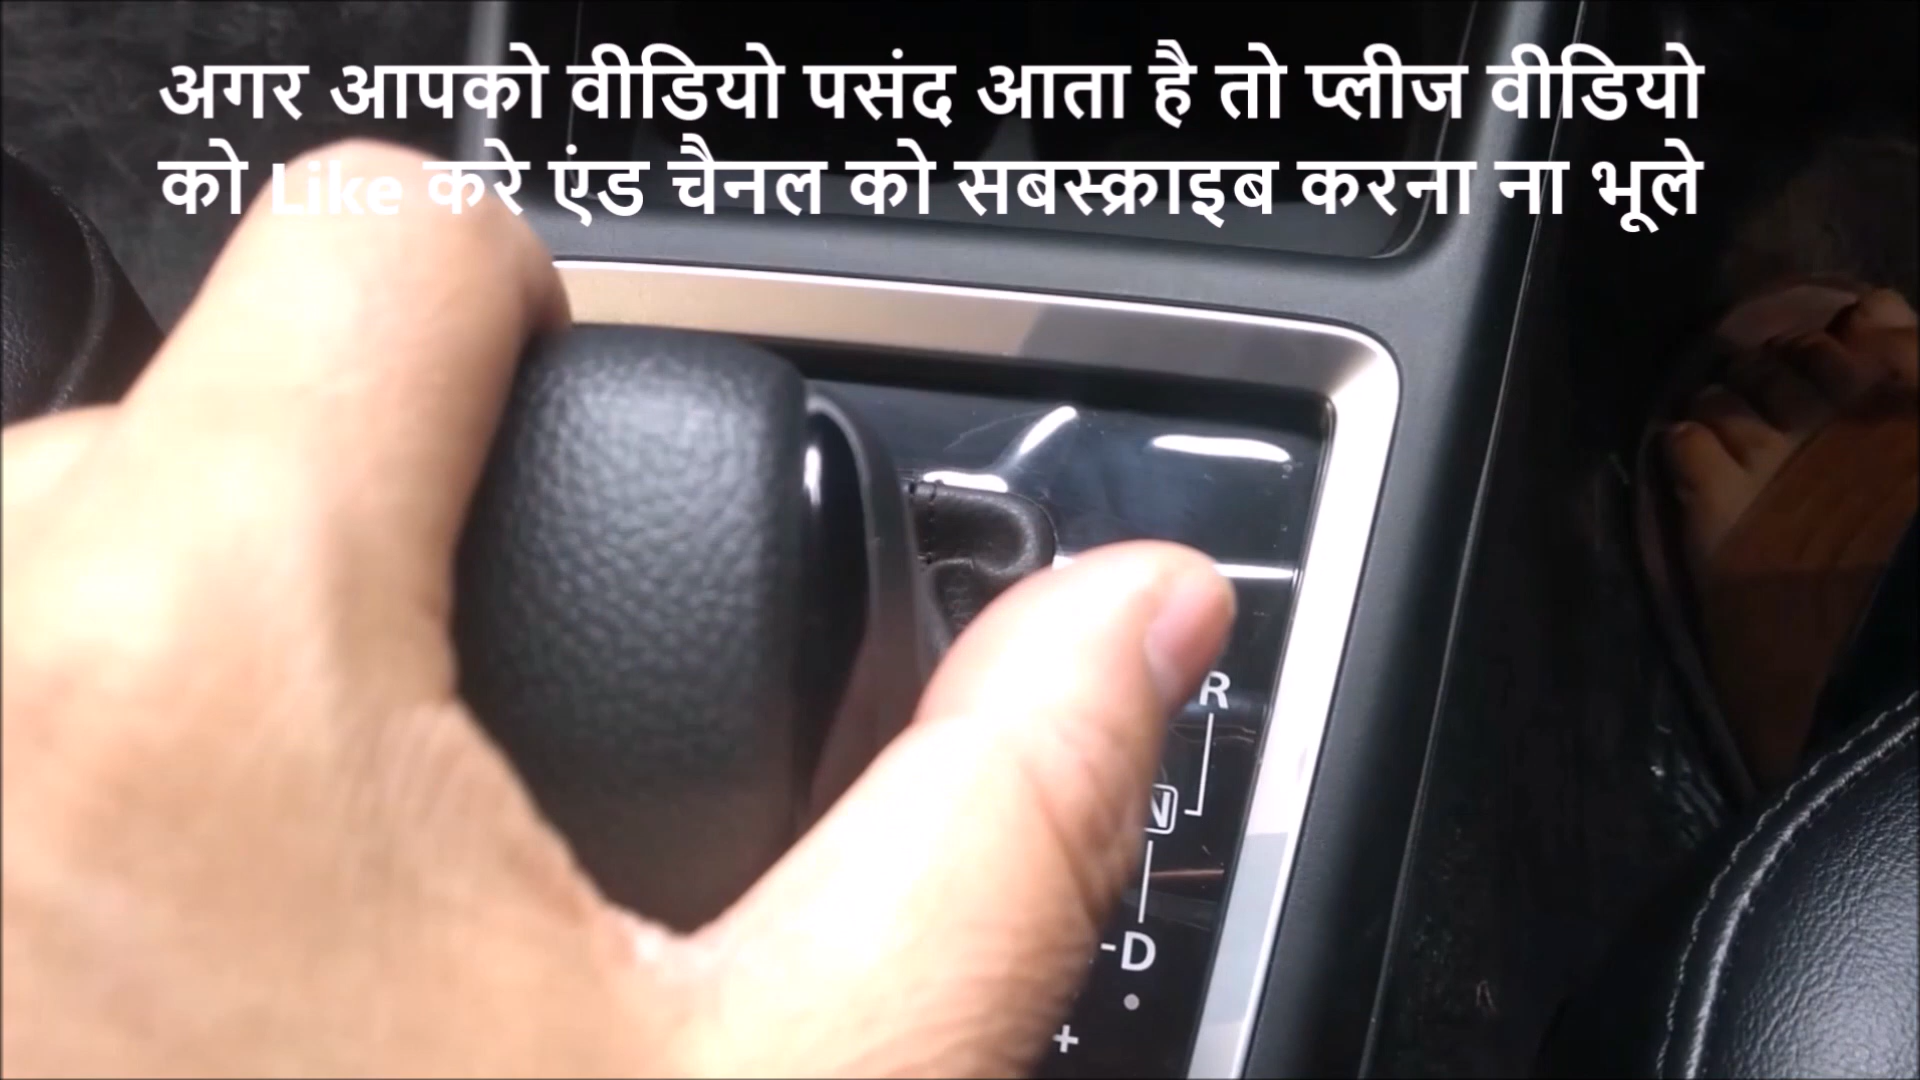 अगर आपको वीडियो पसंद आता है तो प्लीज वीडियो
को Like करे एंड चैनल को सबस्क्राइब करना ना भूले
R
N
-D
+